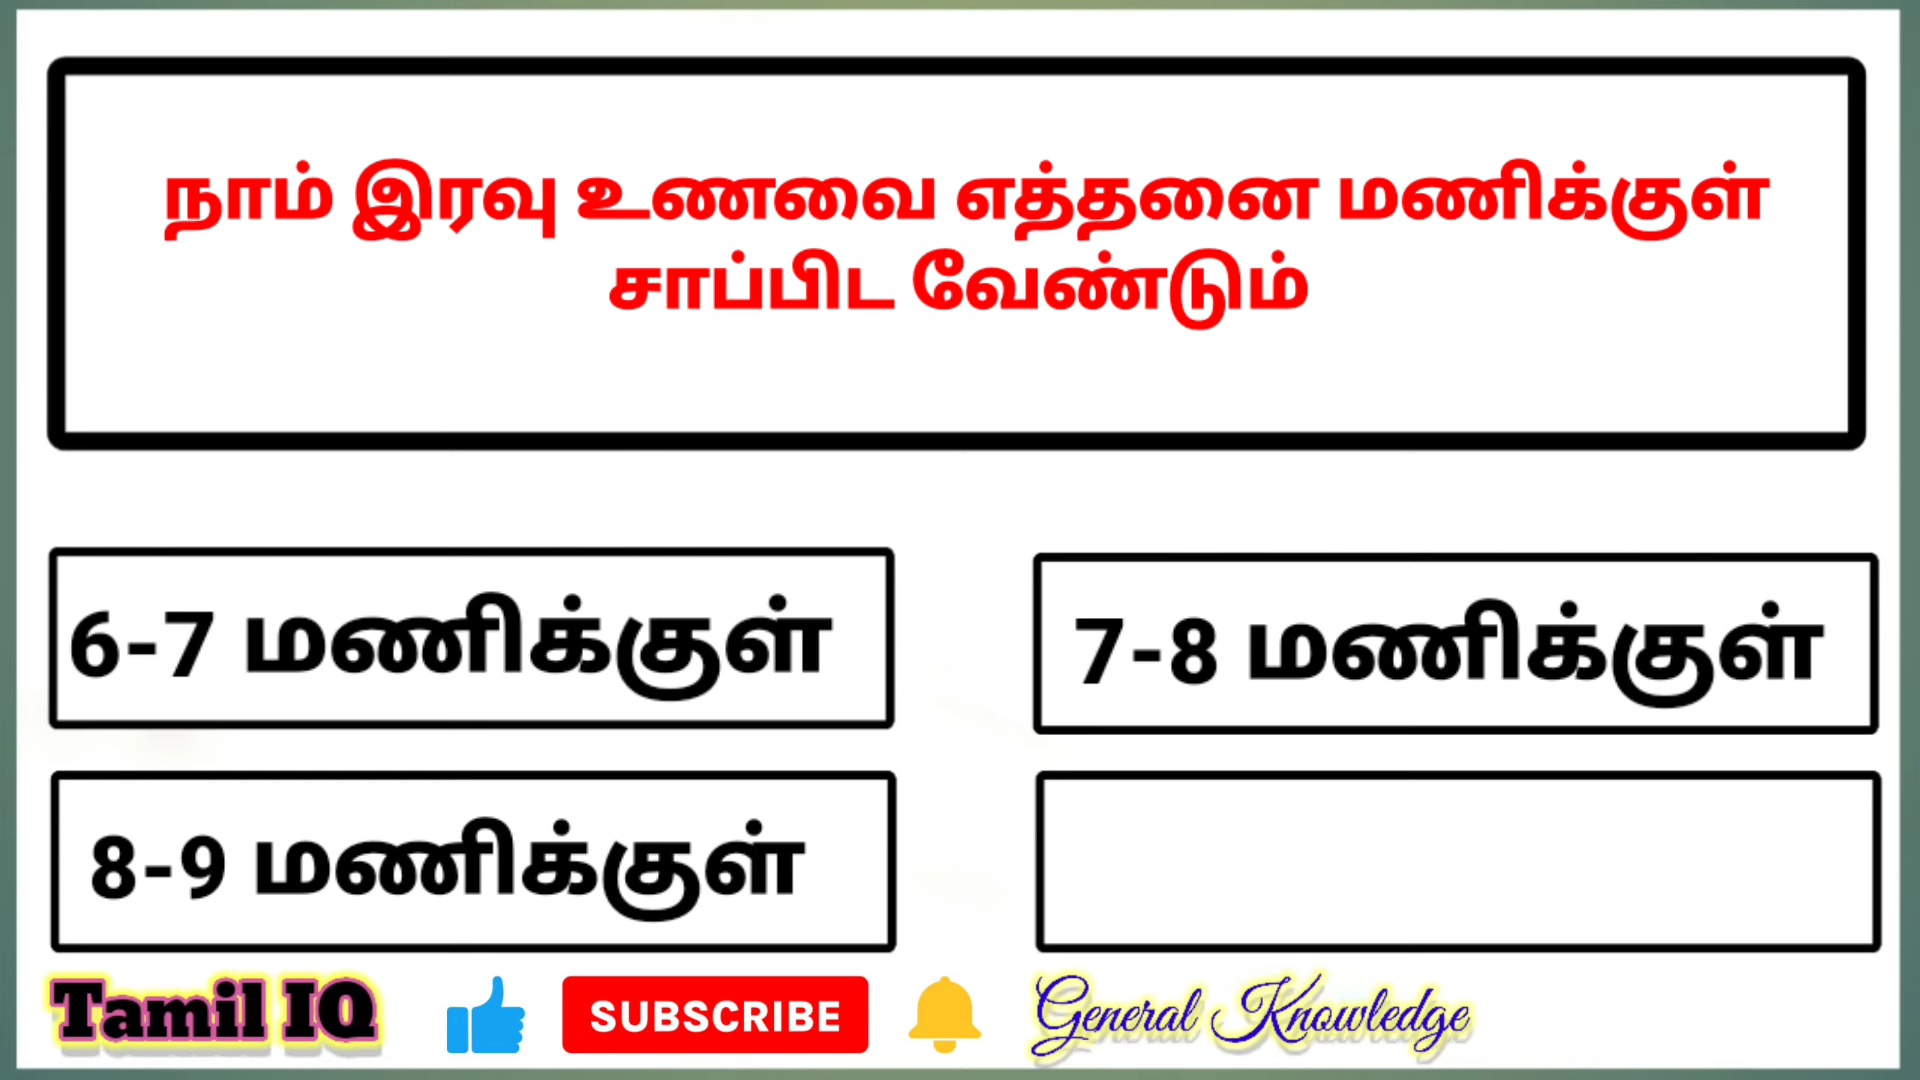 நாம் இரவு உணவை எத்தனை மணிக்குள்
சாப்பிட வேண்டும்
6-7 மணிக்குள்
7-8 மணிக்குள்
8-9 மணிக்குள்
Tamil IQ
SUBSCRIBE
General Knowledge